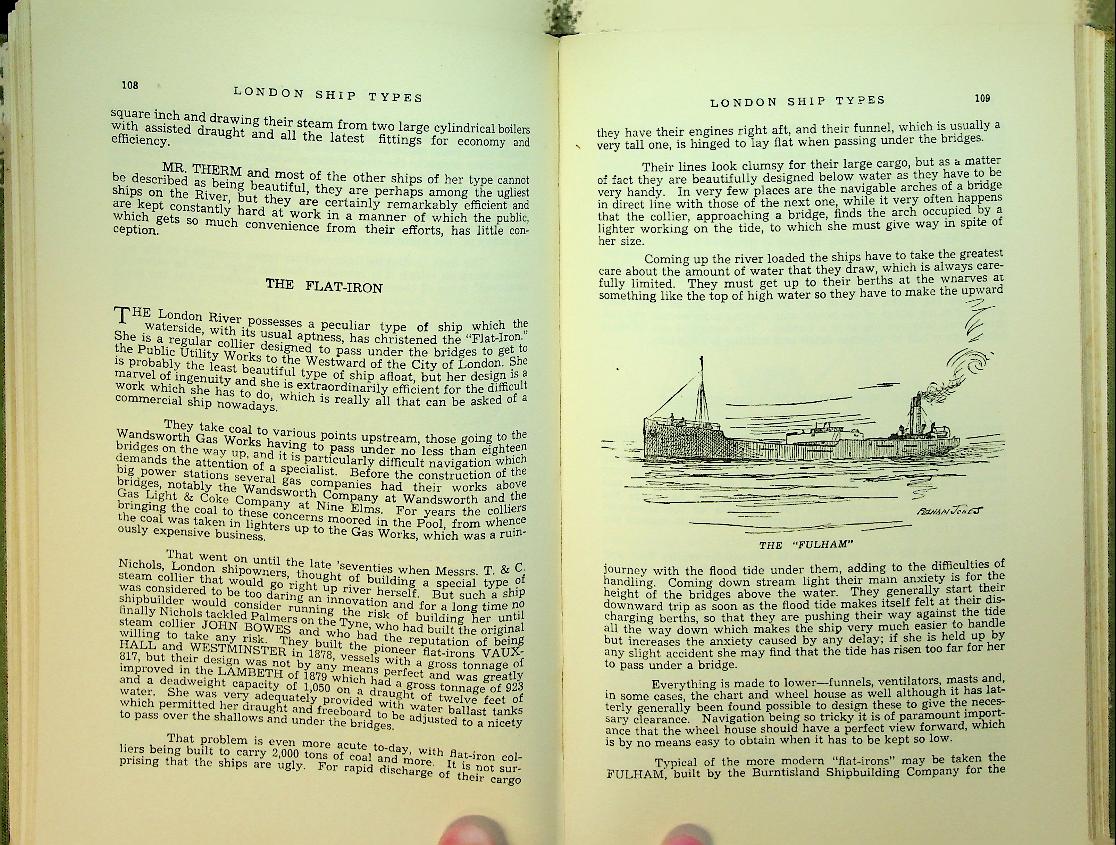 108
LONDON SHIP TYPES
square inch and drawing their steam from two large cylindrical boilers
with assisted draught and all the latest fittings for economy and
efficiency.
MR. THERM and most of the other ships of her type cannot
be described as being beautiful, they are perhaps among the ugliest
ships on the River, but they are certainly remarkably efficient and
are kept constantly hard at work in a manner of which the public,
which gets so much convenience from their efforts, has little con-
ception.
THE FLAT-IRON
THE London River possesses a peculiar type of ship which the
waterside, with its usual aptness, has christened the "Flat-Iron."
She is a regular collier designed to pass under the bridges to get to
the Public Utility Works to the Westward of the City of London. She
is probably the least beautiful type of ship afloat, but her design is a
marvel of ingenuity and she is extraordinarily efficient for the difficult
work which she has to do, which is really all that can be asked of a
commercial ship nowadays.
They take coal to various points upstream, those going to the
Wandsworth Gas Works having to pass under no less than eighteen
bridges on the way up, and it is particularly difficult navigation which
demands the attention of a specialist. Before the construction of the
big power stations several gas companies had their works above
bridges, notably the Wandsworth Company at Wandsworth and the
Gas Light & Coke Company at Nine Elms. For years the colliers
bringing the coal to these concerns moored in the Pool, from whence
the coal was taken in lighters up to the Gas Works, which was a ruin-
ously expensive business.
That went on until the late 'seventies when Messrs. T. & C.
Nichols, London shipowners, thought of building a special type of
steam collier that would go right up river herself. But such a ship
was considered to be too daring an innovation and for a long time no
shipbuilder would consider running the risk of building her until
finally Nichols tackled Palmers on the Tyne, who had built the original
steam collier JOHN BOWES and who had the reputation of being
willing to take any risk. They built the pioneer flat-irons VAUX-
HALL and WESTMINSTER in 1878, vessels with a gross tonnage of
817, but their design was not by any means perfect and was greatly
improved in the LAMBETH of 1879 which had a gross tonnage of 923
and a deadweight capacity of 1,050 on a draught of twelve feet of
water. She was very adequately provided with water ballast tanks
which permitted her draught and freeboard to be adjusted to a nicety
to pass over the shallows and under the bridges.
That problem is even more acute to-day, with flat-iron col-
liers being built to carry 2,000 tons of coal and more. It is not sur-
prising that the ships are ugly. For rapid discharge of their cargo
LONDON SHIP TYPES
109
they have their engines right aft, and their funnel, which is usually a
very tall one, is hinged to lay flat when passing under the bridges.
Their lines look clumsy for their large cargo, but as a matter
of fact they are beautifully designed below water as they have to be
very handy. In very few places are the navigable arches of a bridge
in direct line with those of the next one, while it very often happens
that the collier, approaching a bridge, finds the arch occupied by a
lighter working on the tide, to which she must give way in spite of
her size.
Coming up the river loaded the ships have to take the greatest
care about the amount of water that they draw, which is always care-
fully limited. They must get up to their berths at the wharves at
something like the top of high water so they have to make the upward
THE "FULHAM"
journey with the flood tide under them, adding to the difficulties of
handling. Coming down stream light their main anxiety is for the
height of the bridges above the water. They generally start their
downward trip as soon as the flood tide makes itself felt at their dis-
charging berths, so that they are pushing their way against the tide
all the way down which makes the ship very much easier to handle
but increases the anxiety caused by any delay; if she is held up by
any slight accident she may find that the tide has risen too far for her
to pass under a bridge.
Everything is made to lower—funnels, ventilators, masts and,
in some cases, the chart and wheel house as well although it has lat-
terly generally been found possible to design these to give the neces-
sary clearance. Navigation being so tricky it is of paramount import-
ance that the wheel house should have a perfect view forward, which
is by no means easy to obtain when it has to be kept so low.
Typical of the more modern "flat-irons" may be taken the
FULHAM, built by the Burntisland Shipbuilding Company for the